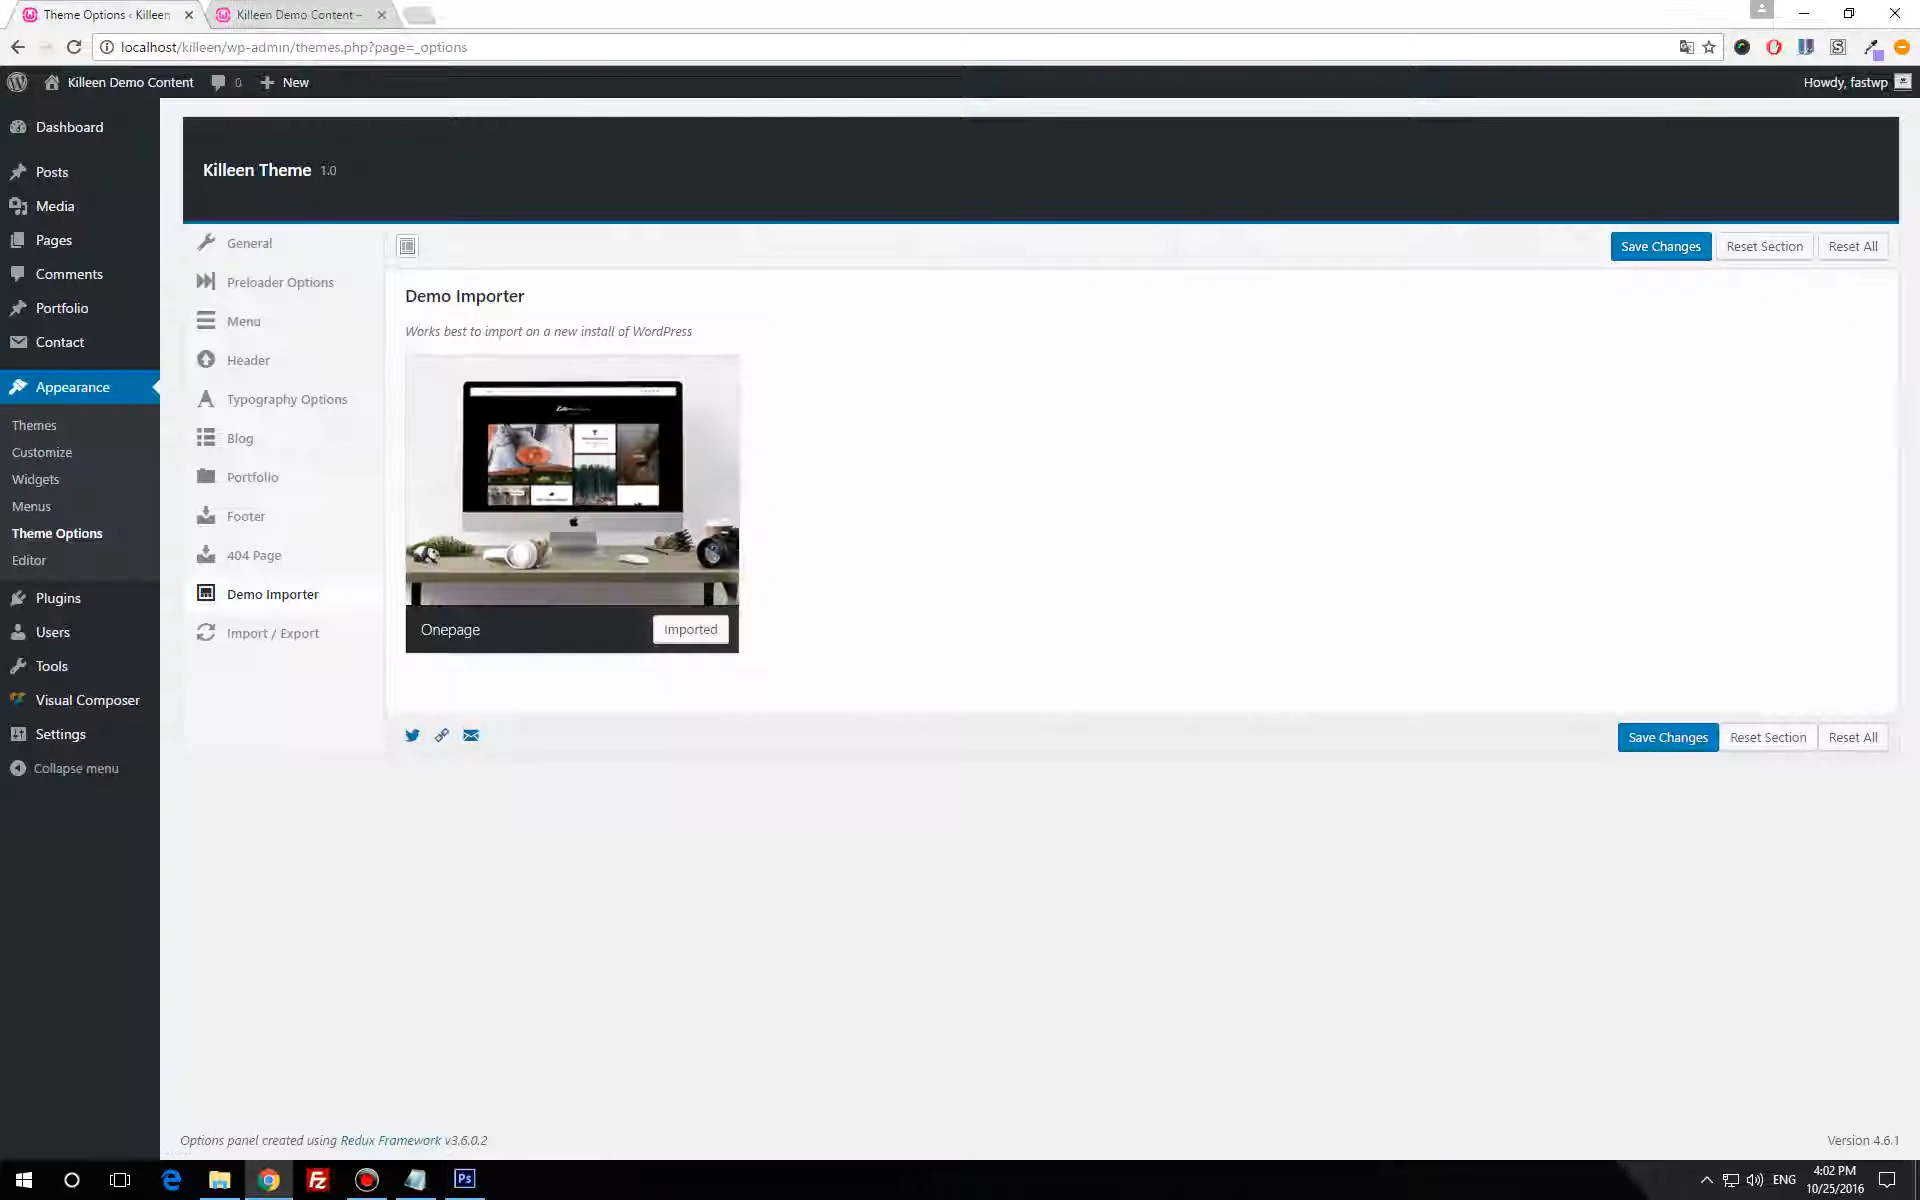 Theme Options ‹ Killeen
Killeen Demo Content –
localhost/killeen/wp-admin/themes.php?page=_options
Killeen Demo Content
0
New
Howdy, fastwp
Dashboard
Posts
Media
Pages
Comments
Portfolio
Contact
Appearance
Themes
Customize
Widgets
Menus
Theme Options
Editor
Plugins
Users
Tools
Visual Composer
Settings
Collapse menu
Killeen Theme 1.0
General
Preloader Options
Menu
Header
Typography Options
Blog
Portfolio
Footer
404 Page
Demo Importer
Import / Export
Save Changes
Reset Section
Reset All
Demo Importer
Works best to import on a new install of WordPress
Onepage
Imported
Save Changes
Reset Section
Reset All
Options panel created using Redux Framework v3.6.0.2
Version 4.6.1
Ps
ENG
4:02 PM
10/25/2016